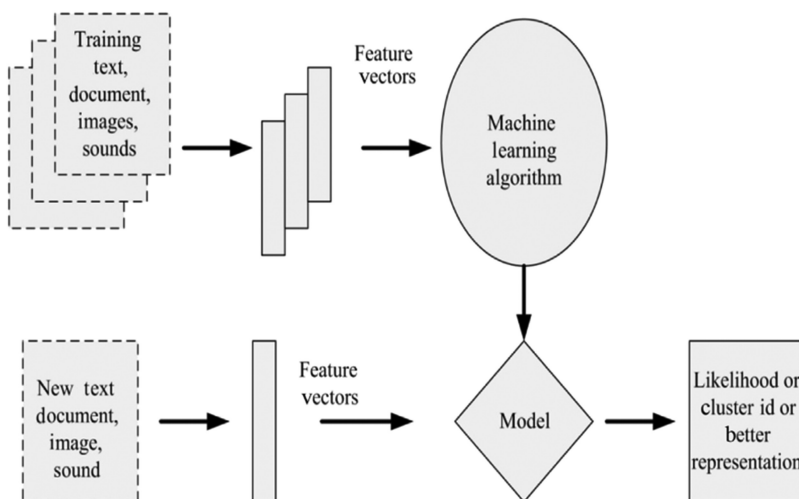 Training
text,
document,
images,
sounds
Feature
vectors
Machine
learning
algorithm
New text
document,
image,
sound
Feature
vectors
Model
Likelihood or
cluster id or
better
representation